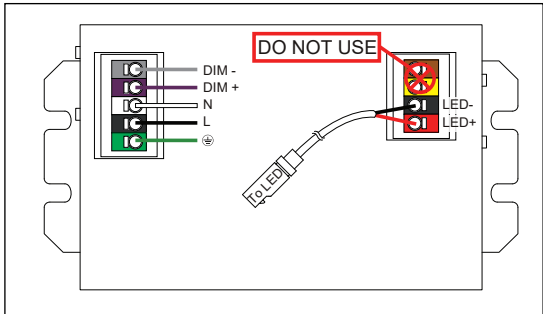 DO NOT USE
DIM -
DIM +
N
L
LED-
LED+
To LED